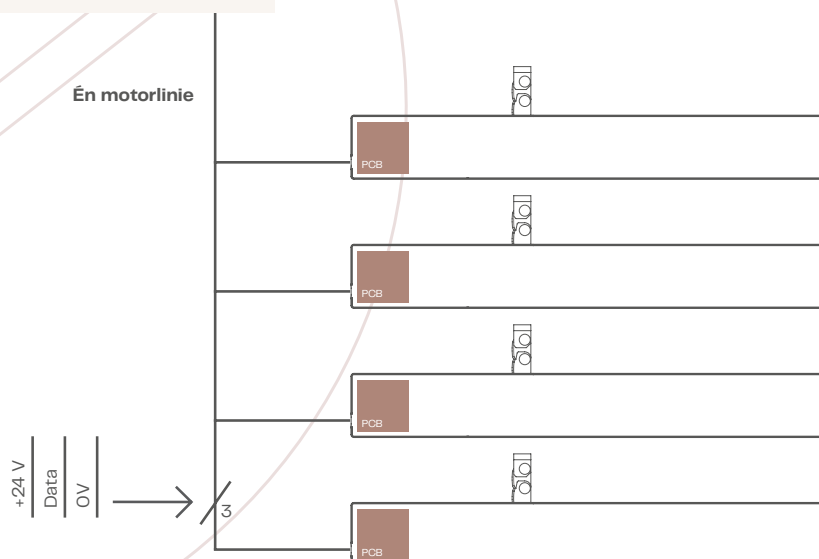 Én motorlinie
PCB
PCB
PCB
+24 V
Data
0V
3
PCB